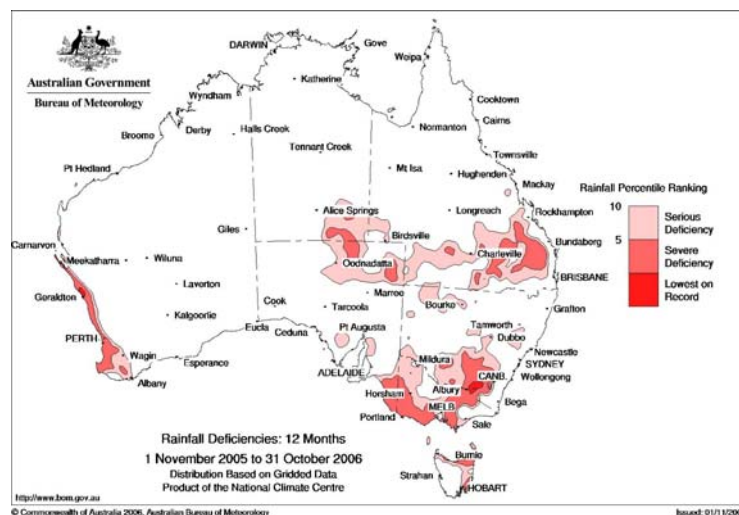 Australian Government
Bureau of Meteorology
DARWIN
Gove
Weipa
Katherine
Wyndham
Cooktown
Cairns
Derby
Broome
Halls Creek
Normanton
Tennant Creek
Townsville
Pt Hedland
Mt Isa
Hughenden
Mackay
Alice Springs
Longreach
Rockhampton
Giles
Birdsville
Carnarvon
Meekatharra
Wiluna
Oodnadatta
Charleville
Bundaberg
BRISBANE
Laverton
Marree
Geraldton
Cook
Tarcoola
Bourke
Grafton
Kalgoorlie
Eucla
Ceduna
Pt Augusta
Tamworth
Dubbo
PERTH
Wagin
Esperance
Albany
ADELAIDE
Mildura
Newcastle
SYDNEY
CANB.
Wollongong
Horsham
Albury
Portland
MELB
Bega
Sale
Burnie
Strahan
HOBART
Rainfall Percentile Ranking
10
Serious
Deficiency
5
Severe
Deficiency
Lowest on
Record
Rainfall Deficiencies: 12 Months
1 November 2005 to 31 October 2006
Distribution Based on Gridded Data
Product of the National Climate Centre
http://www.bom.gov.au
© Commonwealth of Australia 2006, Australian Bureau of Meteorology